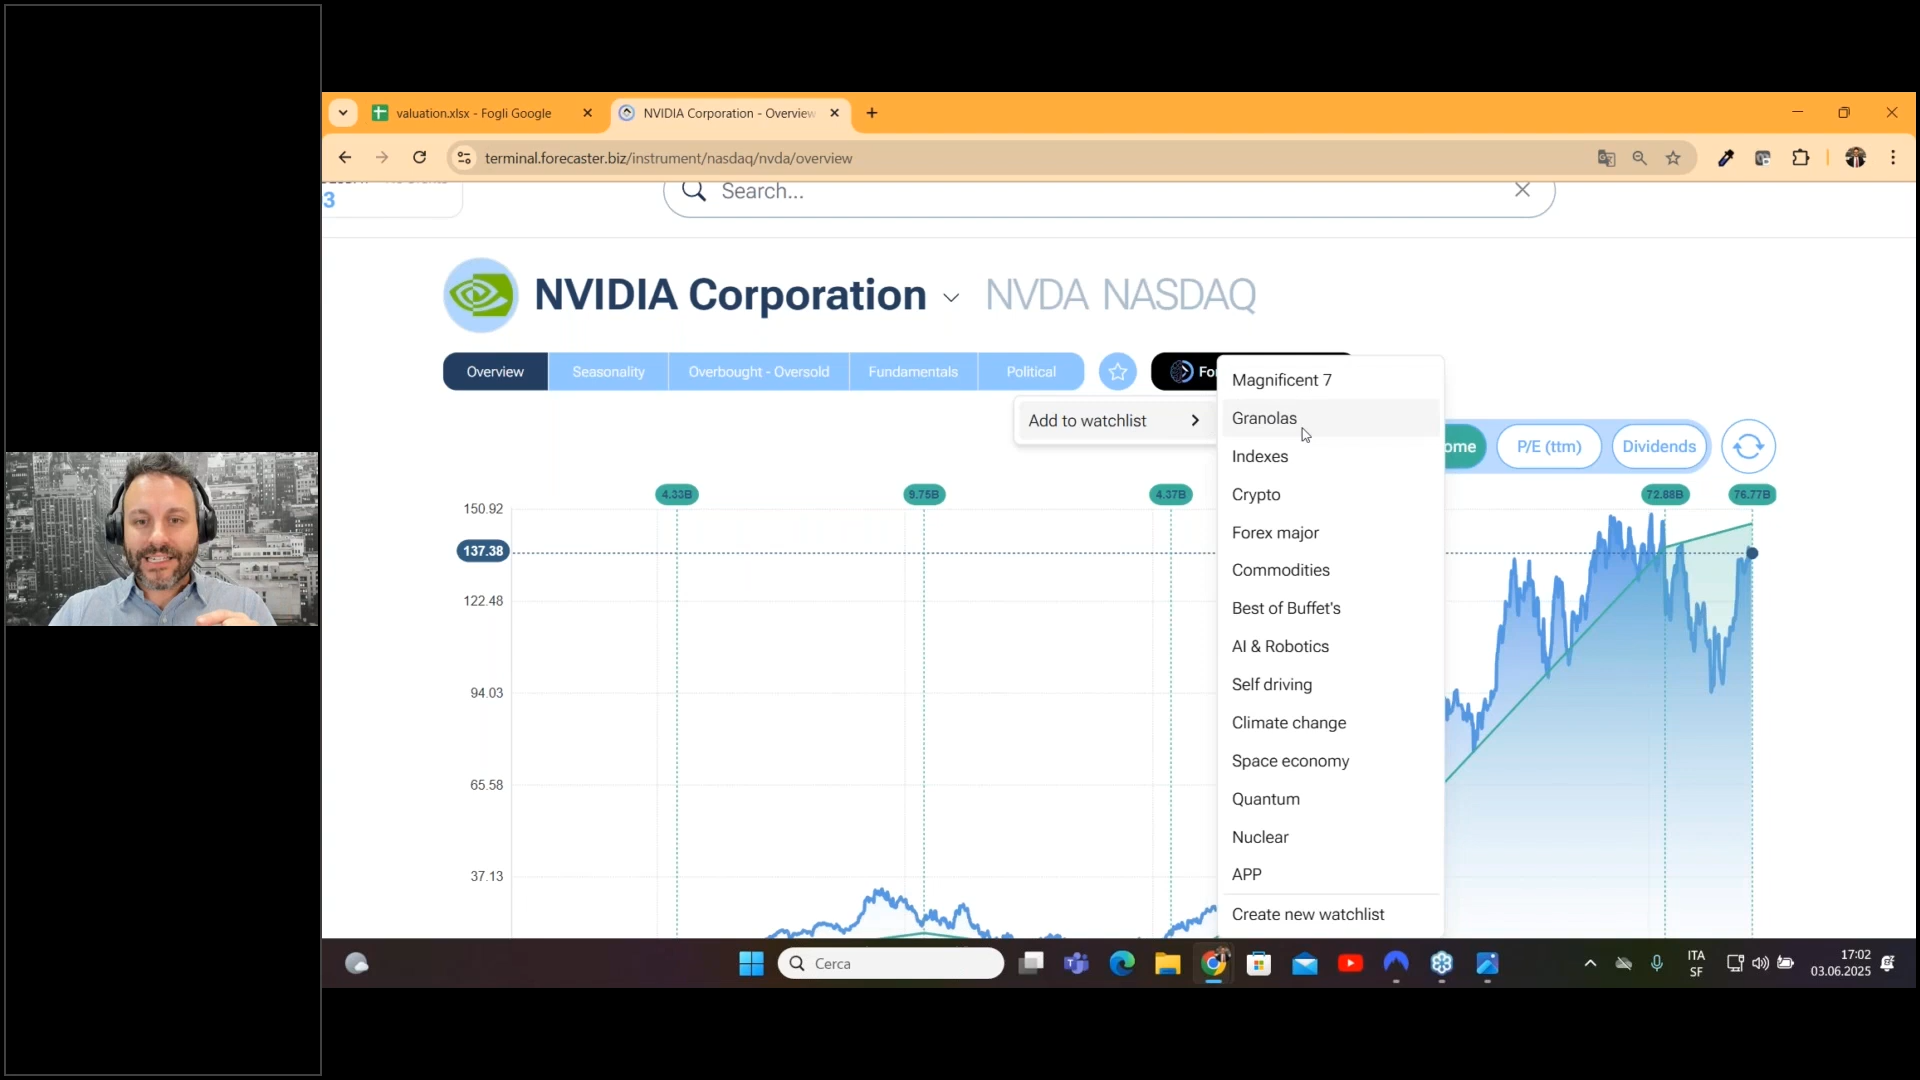 valuation.xlsx - Fogli Google
NVIDIA Corporation - Overview
terminal.forecaster.biz/instrument/nasdaq/nvda/overview
3
Search...
NVIDIA Corporation
NVDA NASDAQ
Overview
Seasonality
Overbought - Oversold
Fundamentals
Political
Fo
Add to watchlist
Magnificent 7
Granolas
Indexes
Crypto
Forex major
Commodities
Best of Buffet's
AI & Robotics
Self driving
Climate change
Space economy
Quantum
Nuclear
APP
Create new watchlist
ome
P/E (ttm)
Dividends
4.33B
9.75B
4.37B
72.88B
76.77B
150.92
137.38
122.48
94.03
65.58
37.13
Cerca
ITA
SF
17:02
03.06.2025